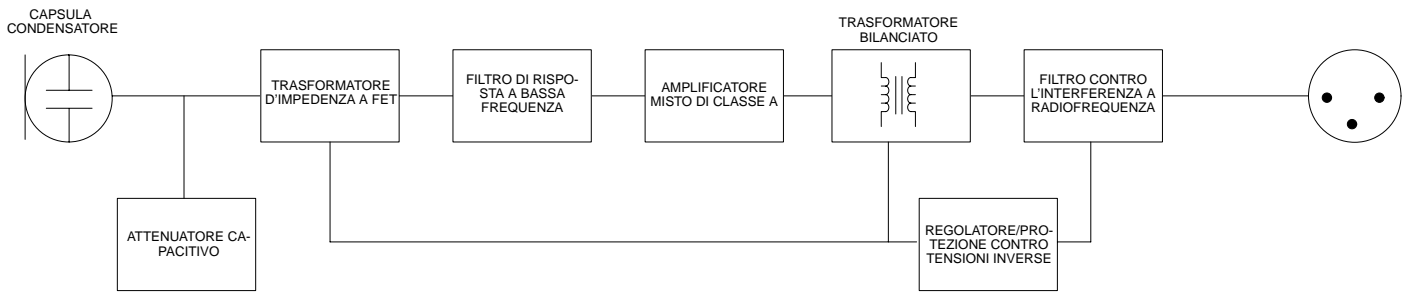 CAPSULA
CONDENSATORE
TRASFORMATORE
D'IMPEDENZA A FET
FILTRO DI RISPO-
STA A BASSA
FREQUENZA
AMPLIFICATORE
MISTO DI CLASSE A
TRASFORMATORE
BILANCIATO
FILTRO CONTRO
L'INTERFERENZA A
RADIOFREQUENZA
ATTENUATORE CA-
PACITIVO
REGOLATORE/PRO-
TEZIONE CONTRO
TENSIONI INVERSE